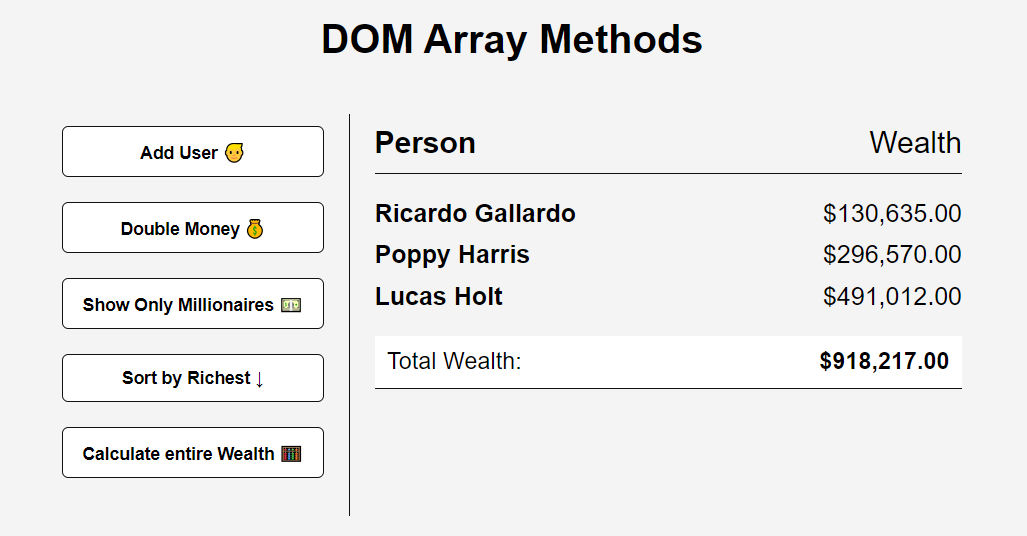 DOM Array Methods
Add User 👱
Double Money 💰
Show Only Millionaires 💵
Sort by Richest ↓
Calculate entire Wealth 🧮
Person Wealth
Ricardo Gallardo $130,635.00
Poppy Harris $296,570.00
Lucas Holt $491,012.00
Total Wealth: $918,217.00